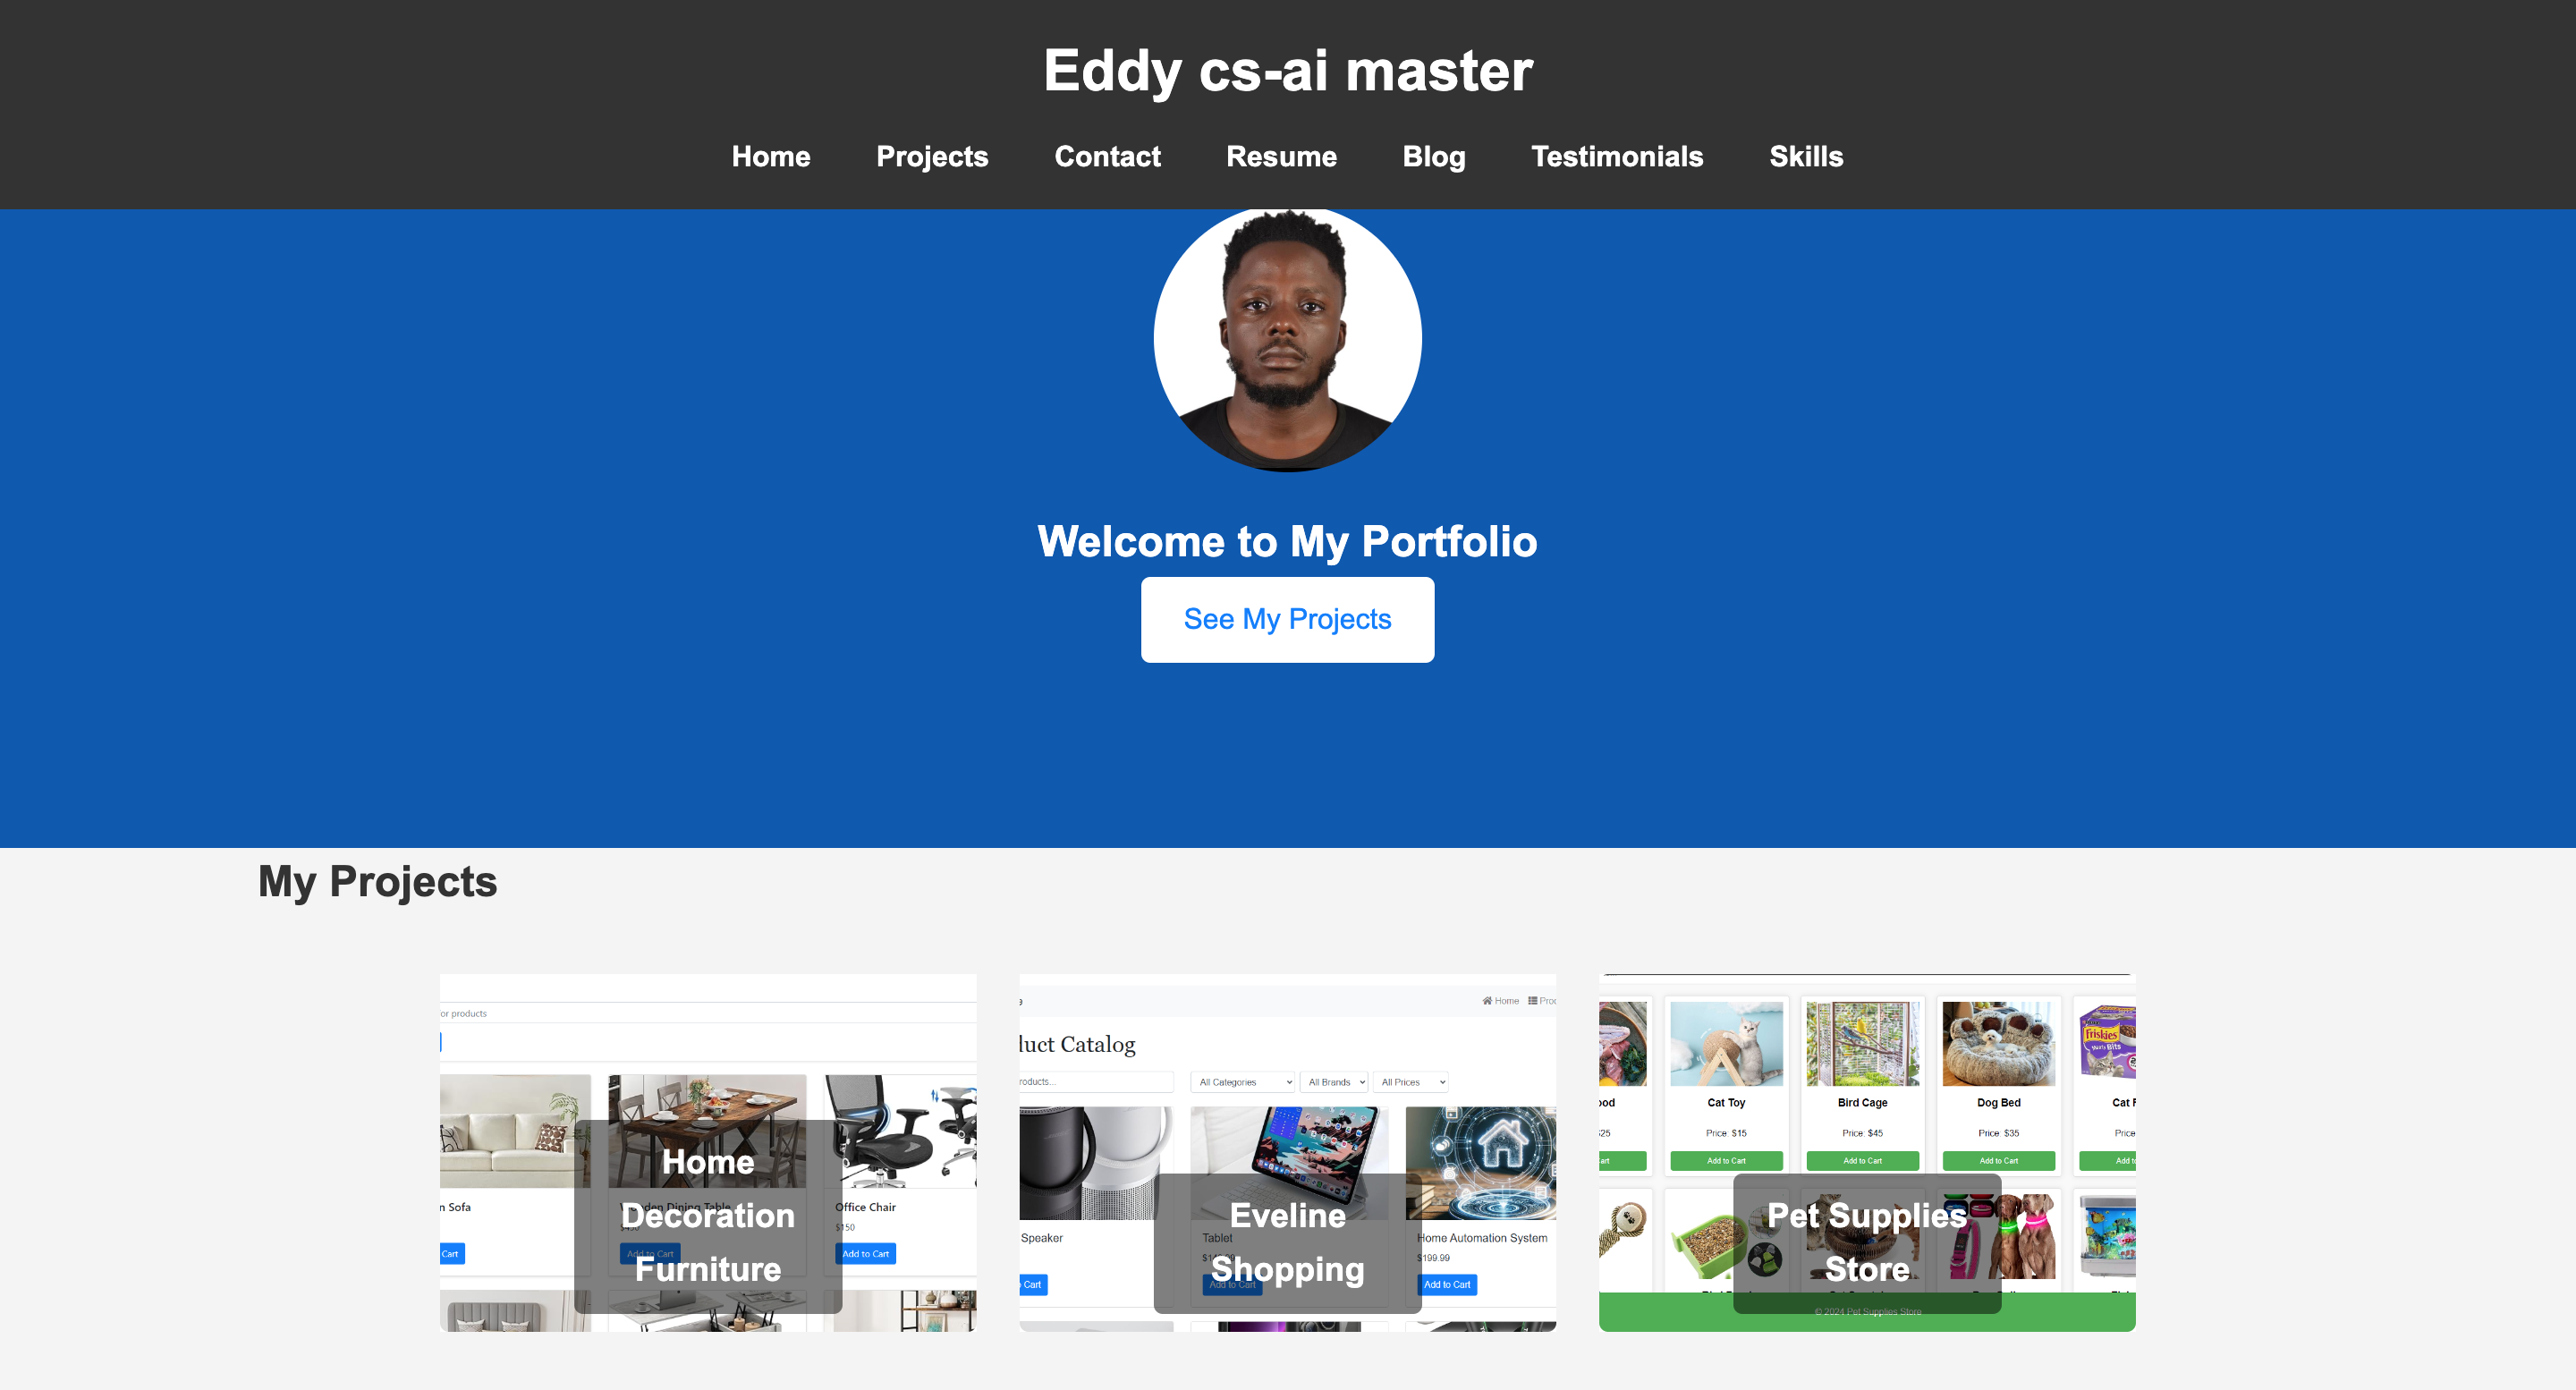 Eddy cs-ai master
Home Projects Contact Resume Blog Testimonials Skills
Welcome to My Portfolio
See My Projects
My Projects
or products
n Sofa
Cart
Wooden Dining Table
$450
Add to Cart
Office Chair
$150
Add to Cart
Home
Decoration
Furniture
Home Proc
duct Catalog
roducts...
All Categories All Brands All Prices
Speaker
Cart
Tablet
Add to Cart
Home Automation System
$199.99
Add to Cart
Eveline
Shopping
ood
$25
art
Cat Toy
Price: $15
Add to Cart
Bird Cage
Price: $45
Add to Cart
Dog Bed
Price: $35
Add to Cart
friskies
Cat F
Price
Add to
Pet Supplies
Store
© 2024 Pet Supplies Store